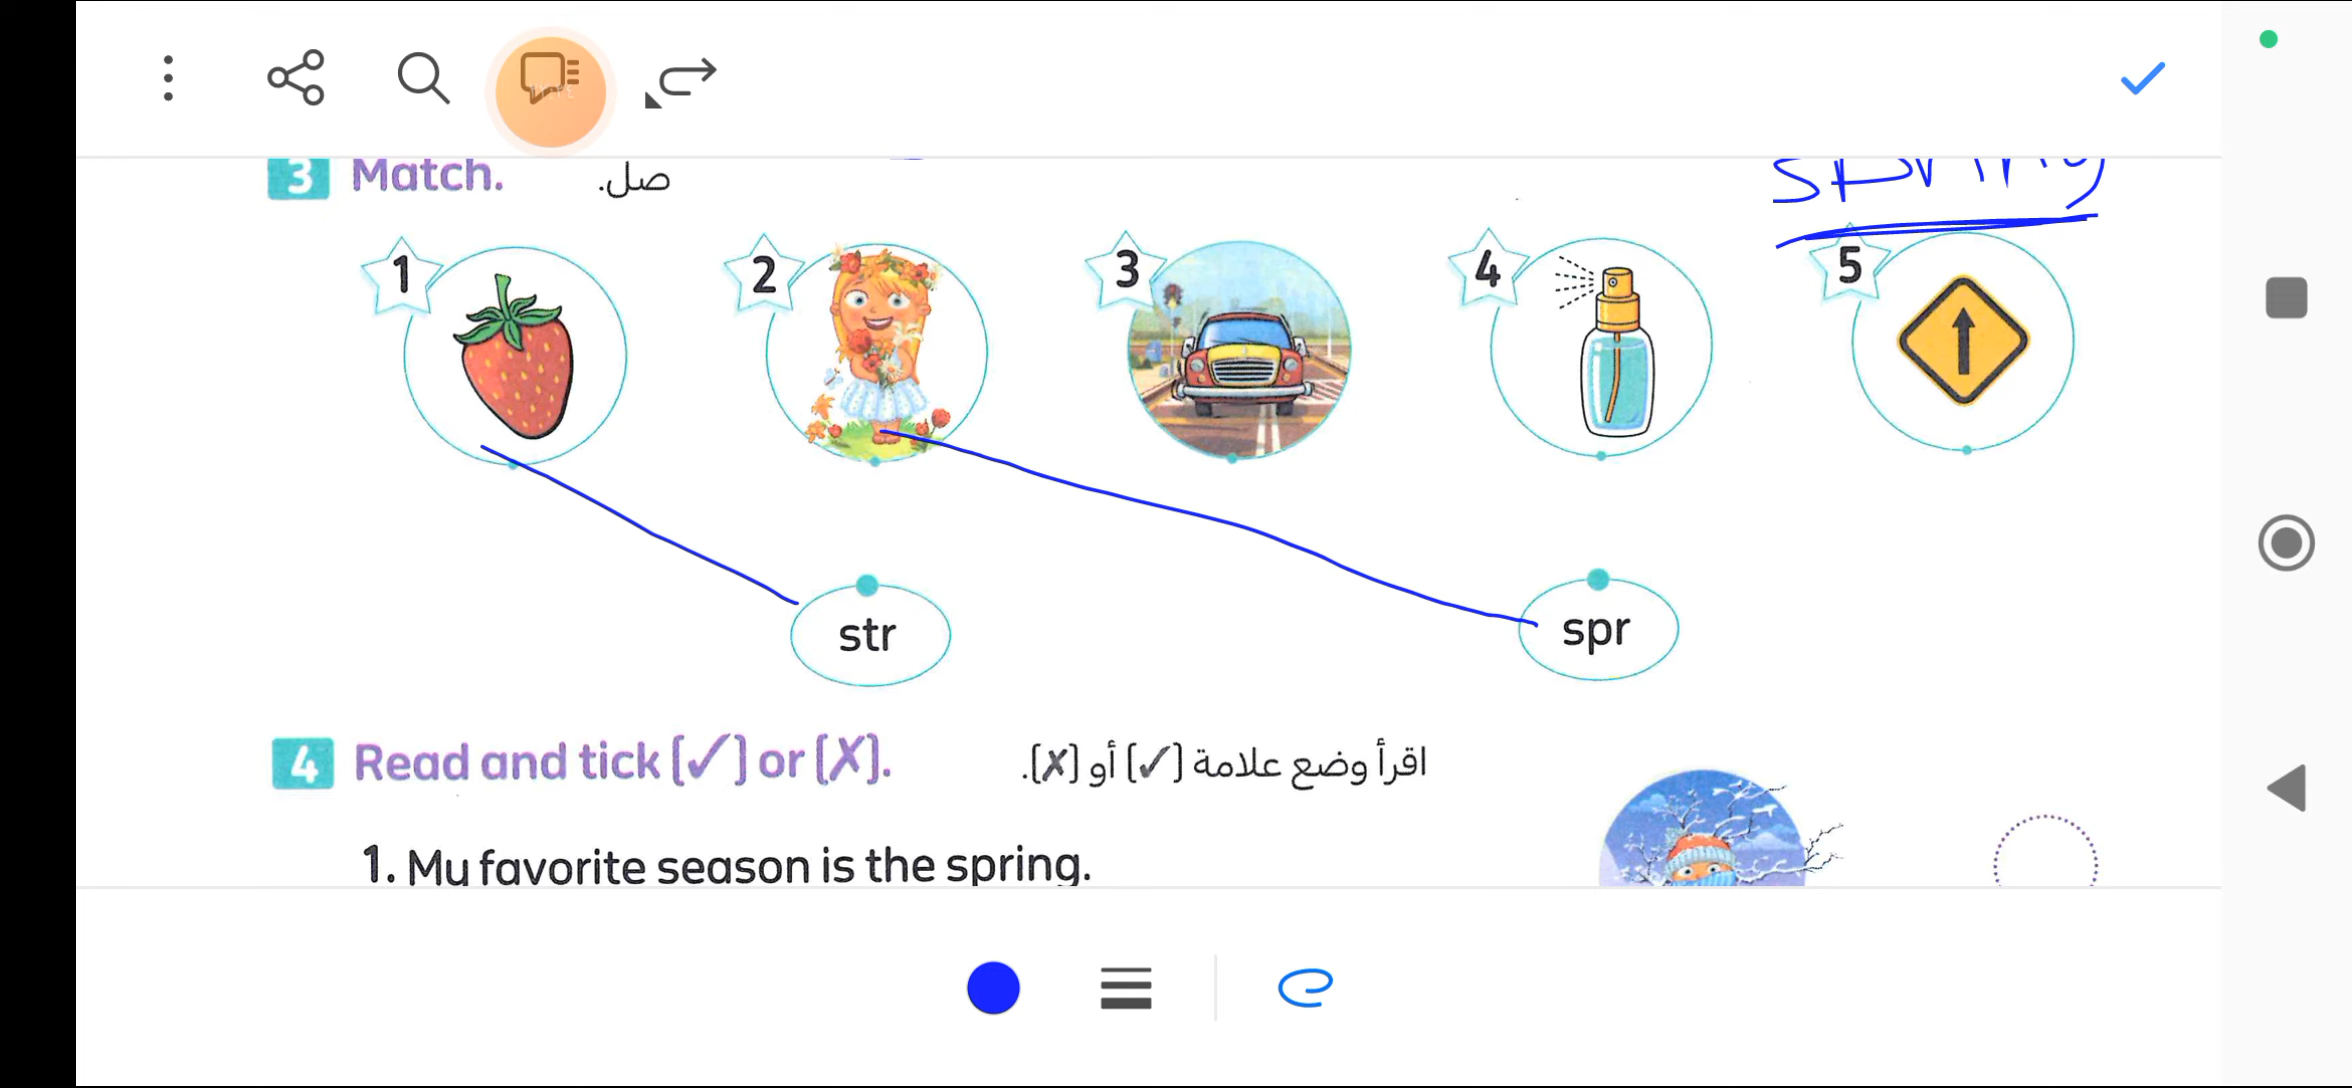 3 Match. صل.
spring
1 2 3 4 5
str spr
4 Read and tick [✓] or [✗]. اقرأ وضع علامة [✓] أو [✗].
1. My favorite season is the spring.